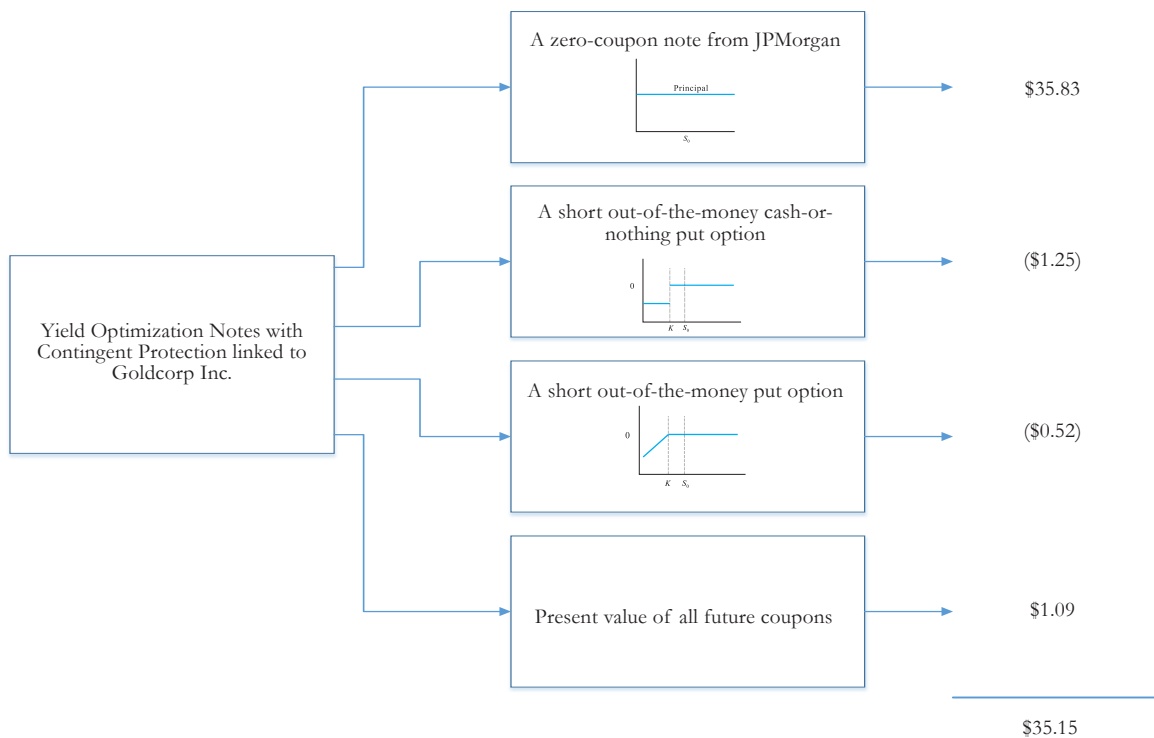 A zero-coupon note from JPMorgan
Principal
S0
$35.83
A short out-of-the-money cash-or-
nothing put option
0
K S0
($1.25)
Yield Optimization Notes with
Contingent Protection linked to
Goldcorp Inc.
A short out-of-the-money put option
0
K S0
($0.52)
Present value of all future coupons
$1.09
$35.15